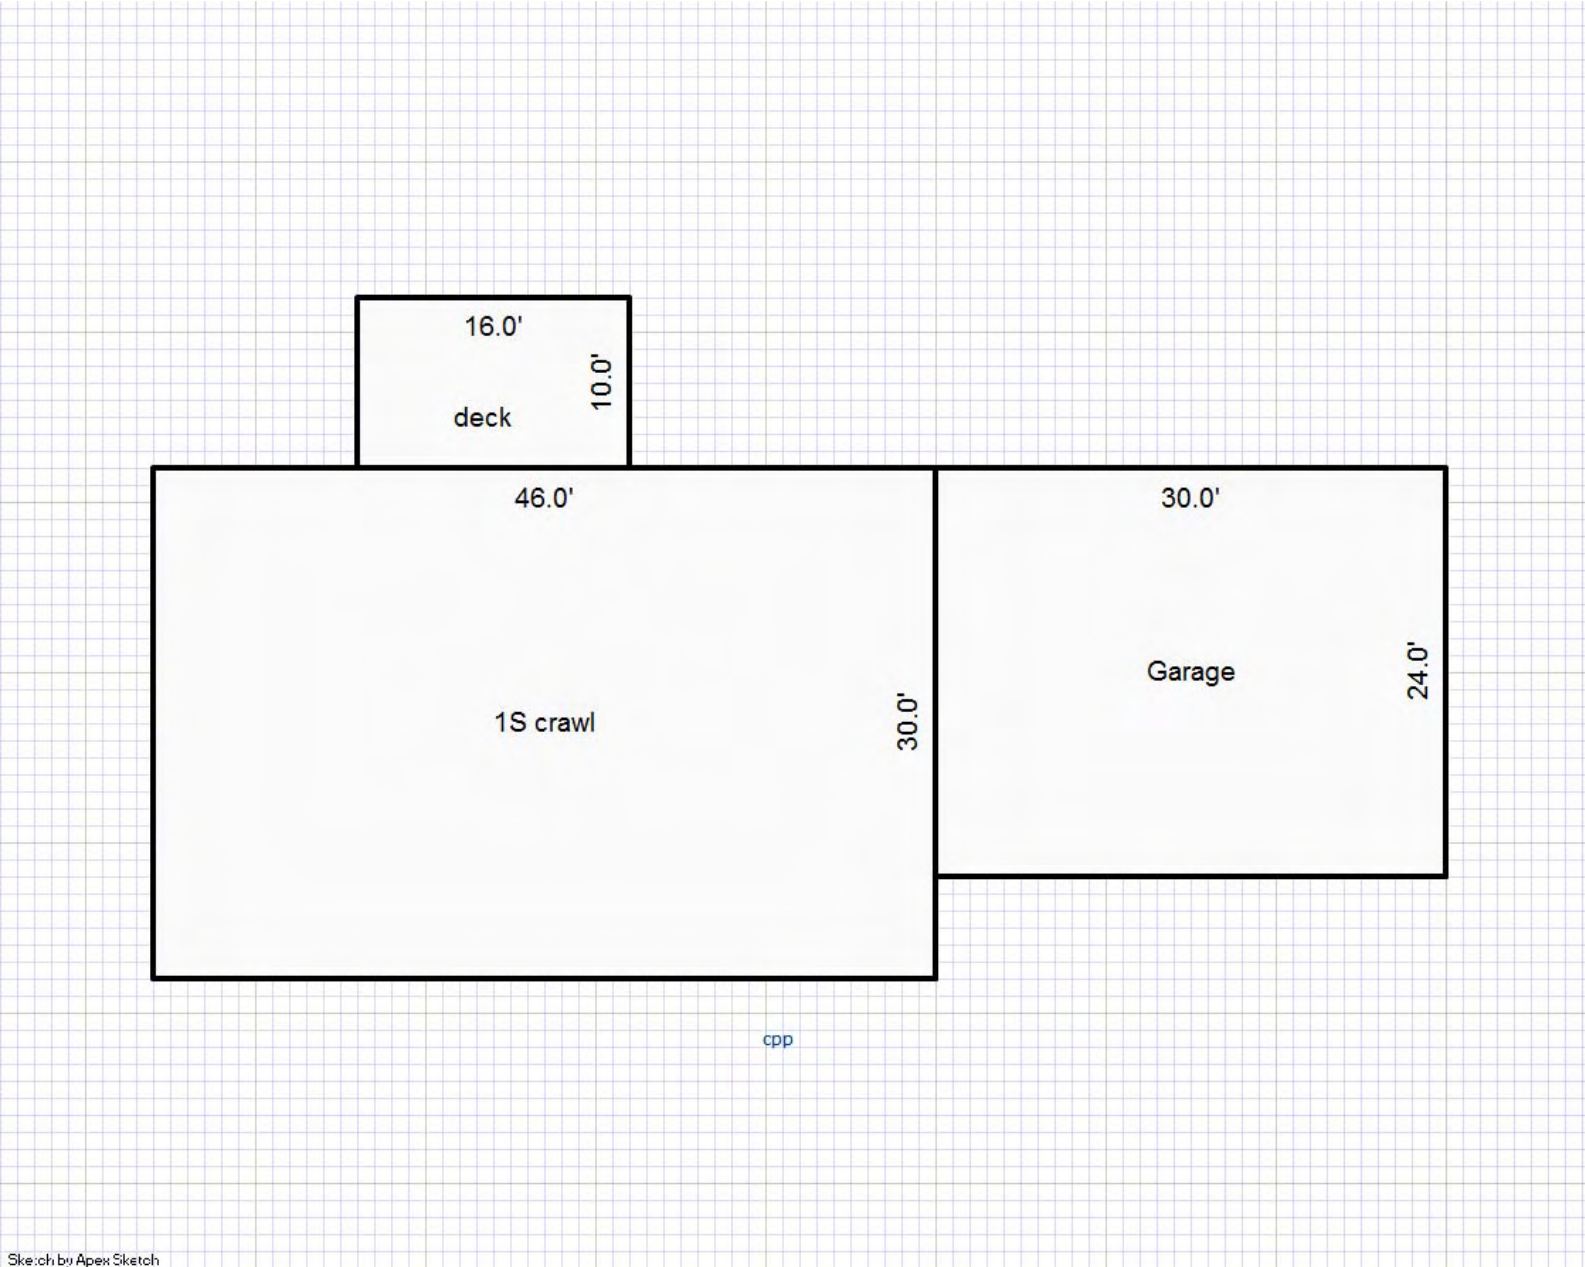 16.0'
10.0'
deck
46.0'
30.0'
1S crawl
30.0'
Garage
24.0'
cpp
Sketch by Apex Sketch